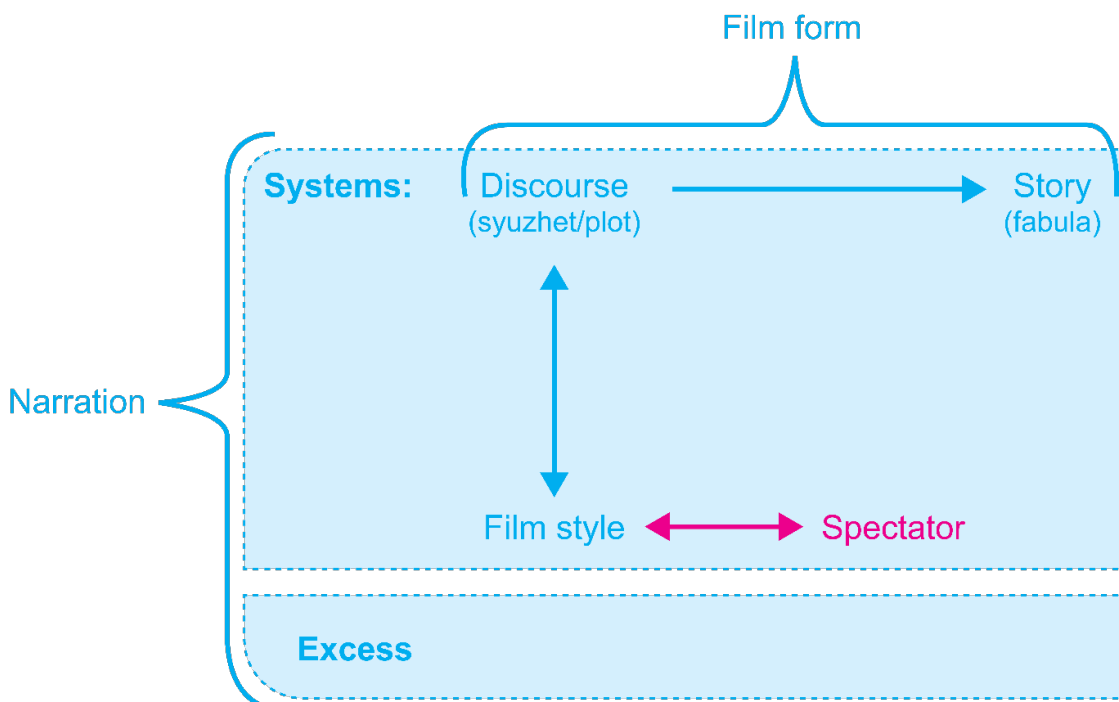 Film form
Systems: Discourse Story
(syuzhet/plot) (fabula)
Narration
Film style Spectator
Excess